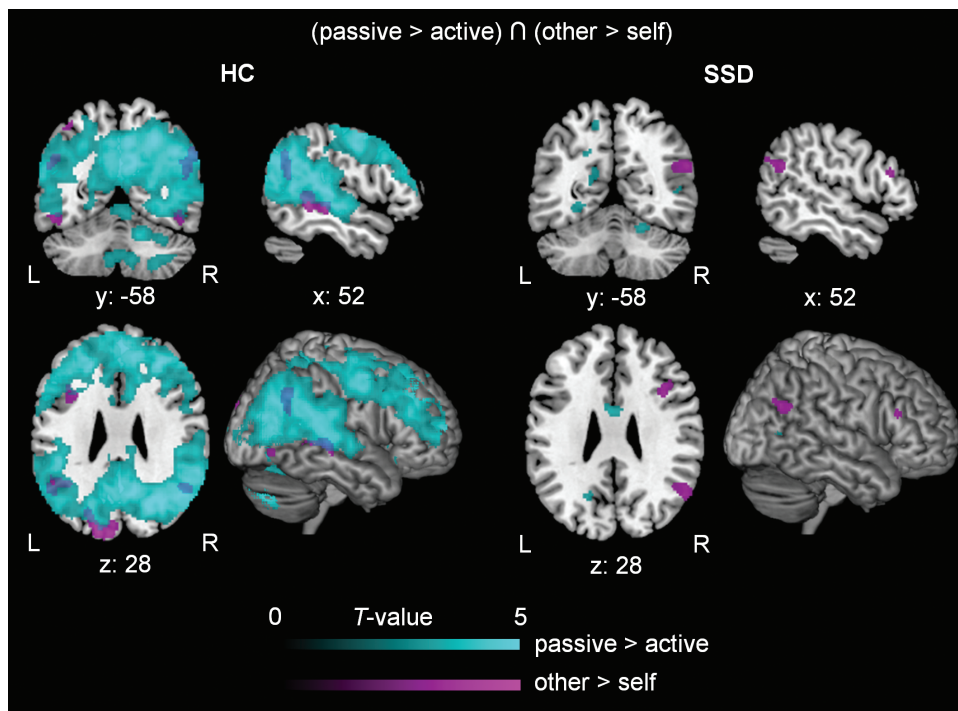 (passive > active) ∩ (other > self)
HC
SSD
L R
y: -58
x: 52
L R
y: -58
x: 52
L R
z: 28
L R
z: 28
0 T-value 5
passive > active
other > self